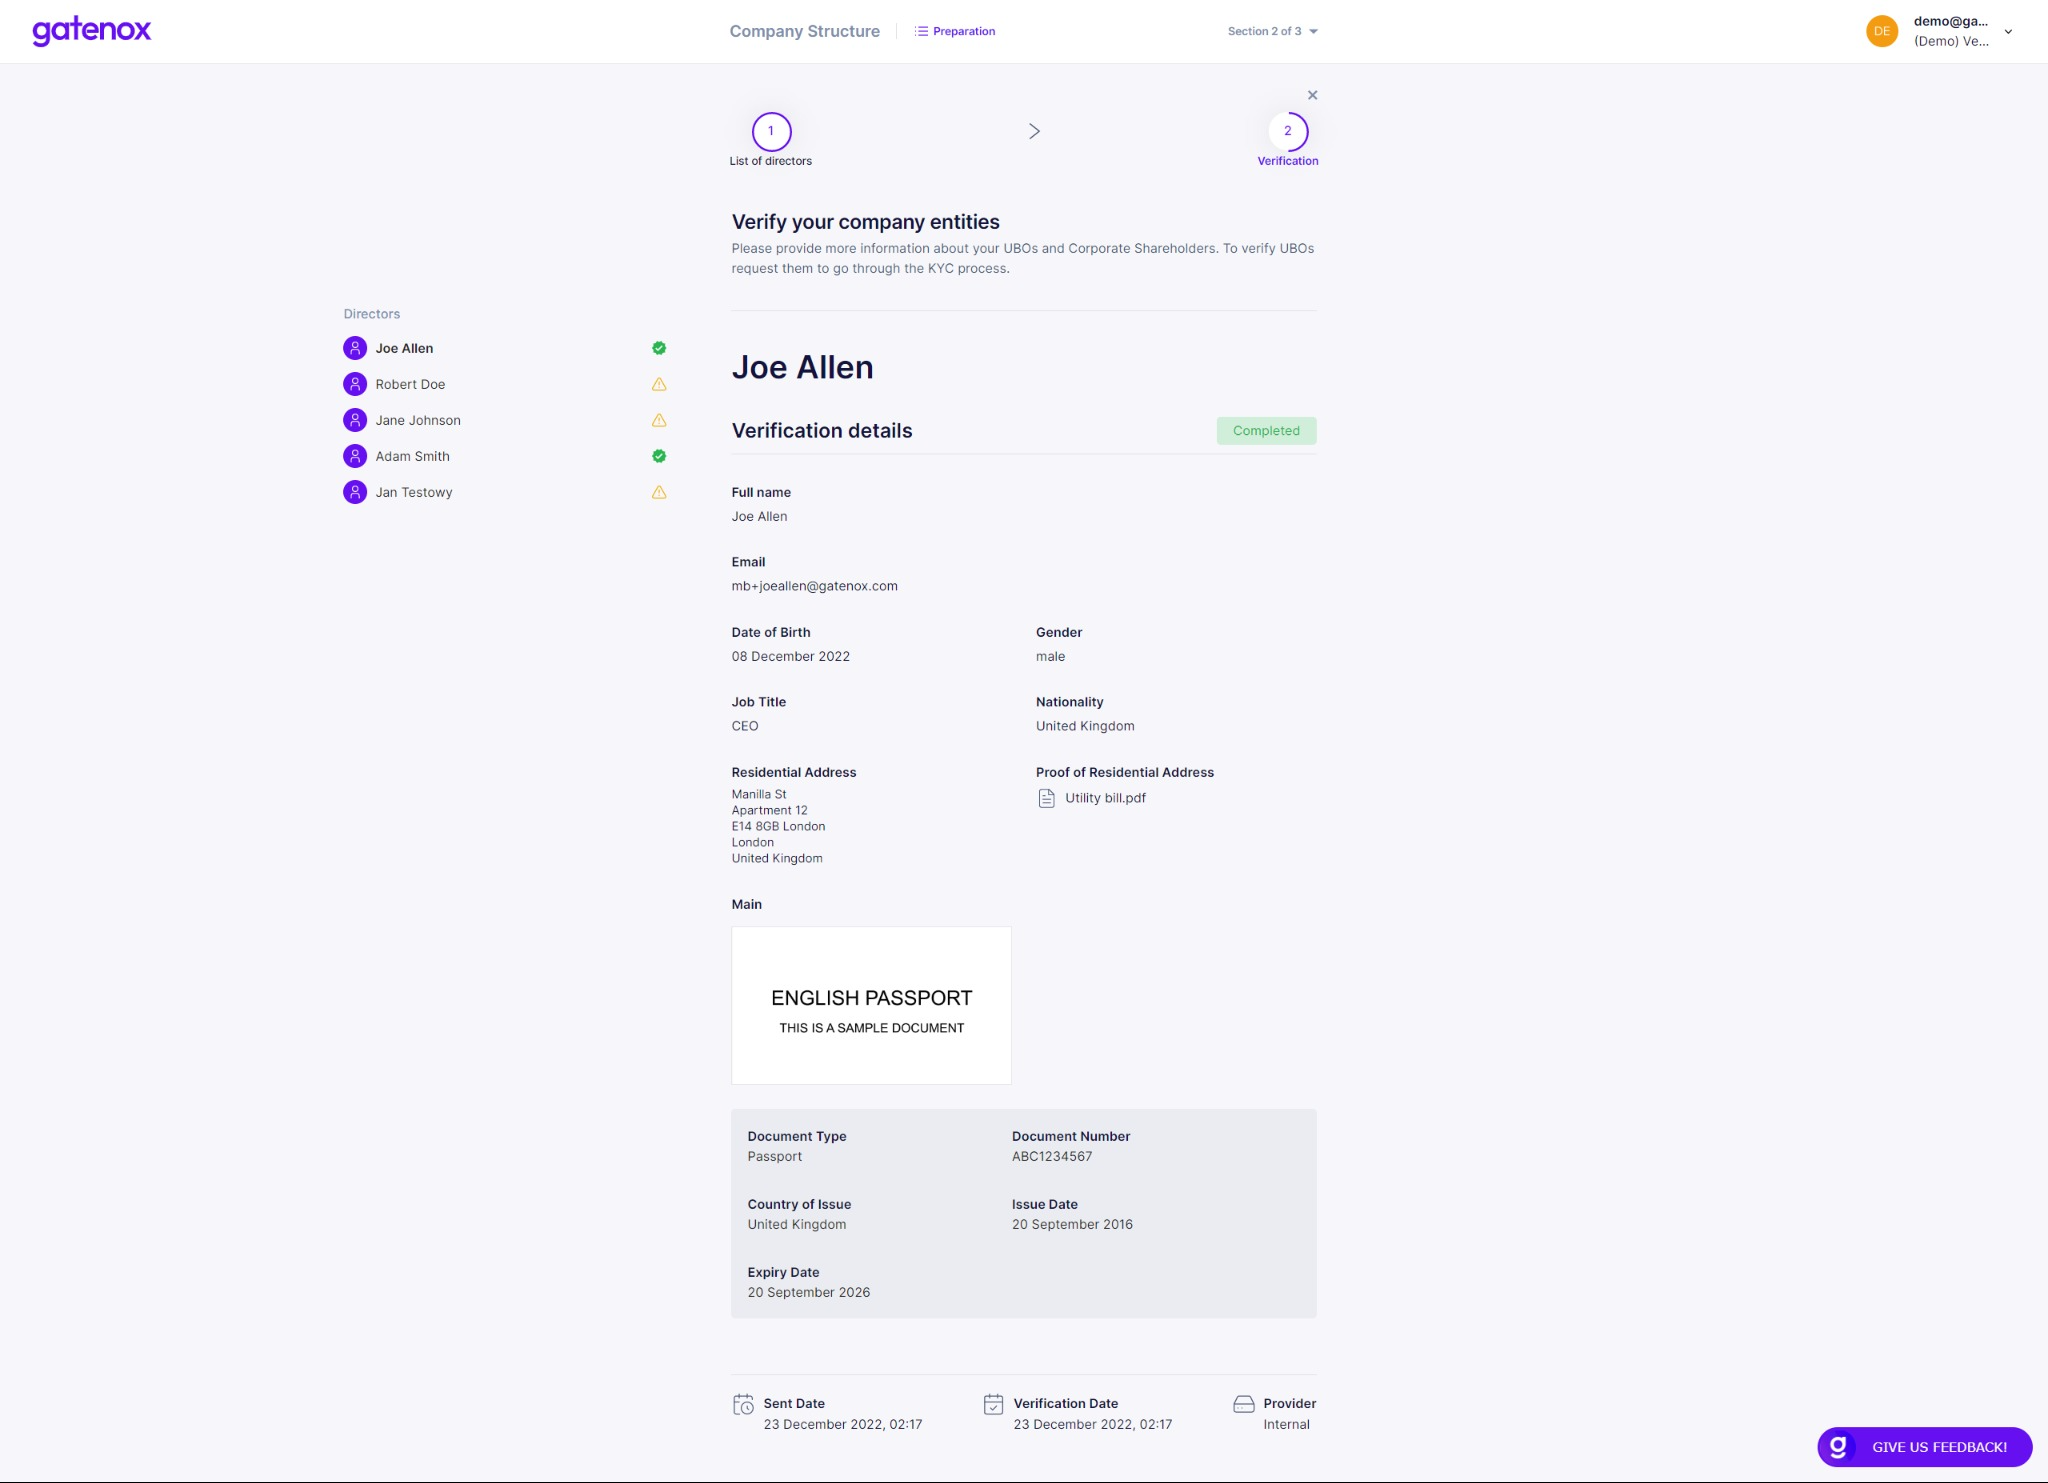 gatenox
Company Structure
Preparation
Section 2 of 3
DE
demo@ga...
(Demo) Ve...
1
List of directors
2
Verification
Verify your company entities
Please provide more information about your UBOs and Corporate Shareholders. To verify UBOs
request them to go through the KYC process.
Directors
Joe Allen
Robert Doe
Jane Johnson
Adam Smith
Jan Testowy
Joe Allen
Verification details
Completed
Full name
Joe Allen
Email
mb+joeallen@gatenox.com
Date of Birth
08 December 2022
Gender
male
Job Title
CEO
Nationality
United Kingdom
Residential Address
Manilla St
Apartment 12
E14 8GB London
London
United Kingdom
Proof of Residential Address
Utility bill.pdf
Main
ENGLISH PASSPORT
THIS IS A SAMPLE DOCUMENT
Document Type
Passport
Document Number
ABC1234567
Country of Issue
United Kingdom
Issue Date
20 September 2016
Expiry Date
20 September 2026
Sent Date
23 December 2022, 02:17
Verification Date
23 December 2022, 02:17
Provider
Internal
g
GIVE US FEEDBACK!